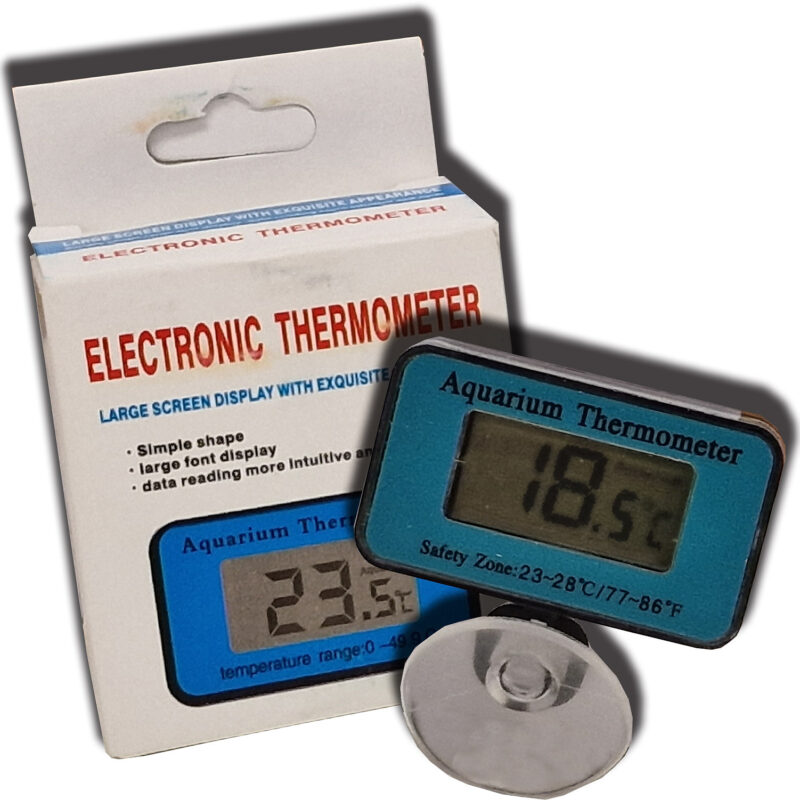 LARGE SCREEN DISPLAY WITH EXQUISITE APPEARANCE
ELECTRONIC THERMOMETER
ELECTRONIC THERMOMETER
LARGE SCREEN DISPLAY WITH EXQUISITE
· Simple shape
· large font display
· data reading more intuitive
Aquarium
23.5℃
temperature range:0
Aquarium Thermometer
18.5℃
Safety Zone:23~28℃/77~86°F